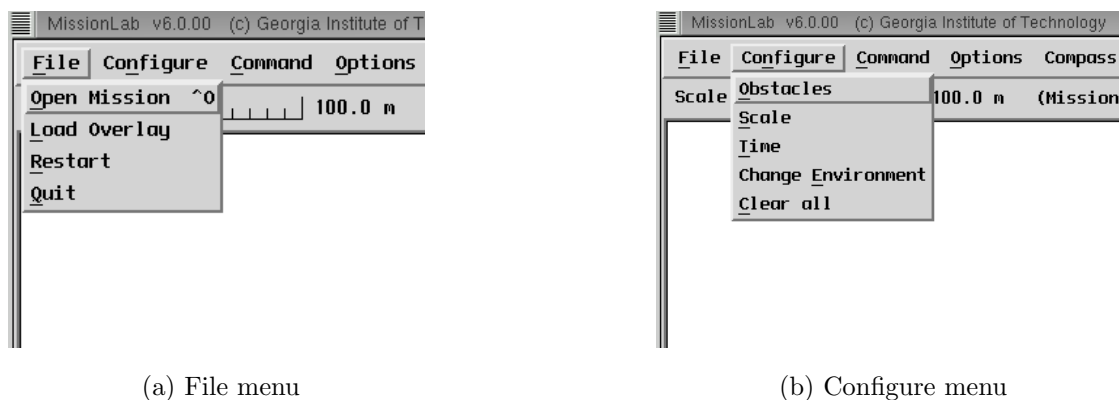 MissionLab v6.0.00 (c) Georgia Institute of T
File Configure Command Options
Open Mission ^O
100.0 m
Load Overlay
Restart
Quit
(a) File menu
MissionLab v6.0.00 (c) Georgia Institute of Technology
File Configure Command Options Compass
Scale
Obstacles
100.0 m (Mission
Scale
Time
Change Environment
Clear all
(b) Configure menu